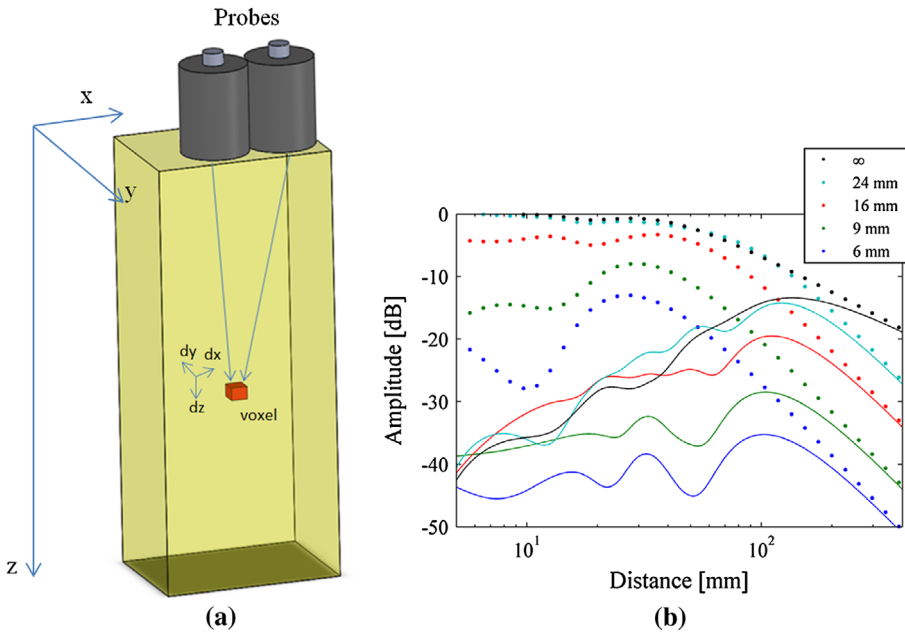 Probes
x
y
z
dy
dx
dz
voxel
(a)
∞
24 mm
16 mm
9 mm
6 mm
0
-10
-20
-30
-40
-50
Amplitude [dB]
10¹
10²
Distance [mm]
(b)